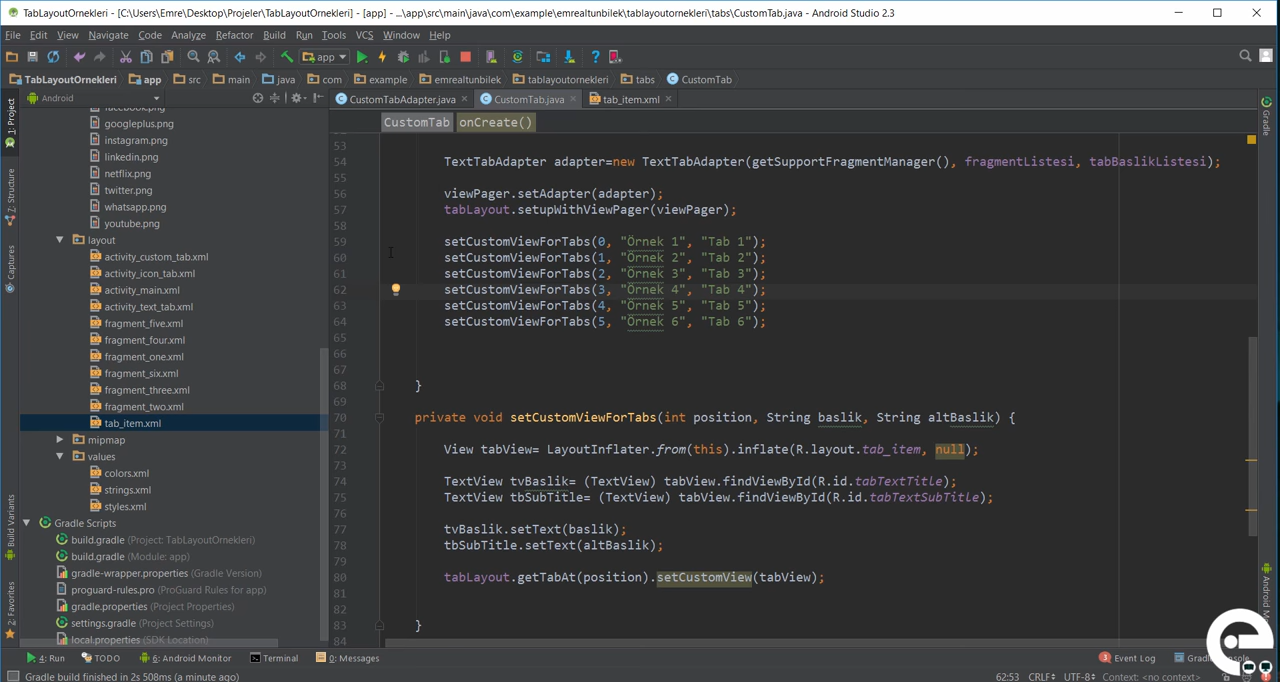 TabLayoutOrnekleri - [C:\Users\Emre\Desktop\Projeler\TabLayoutOrnekleri] - [app] - ...\app\src\main\java\com\example\emrealtunbilek\tablayoutornekleri\tabs\CustomTab.java - Android Studio 2.3
File Edit View Navigate Code Analyze Refactor Build Run Tools VCS Window Help
app
TabLayoutOrnekleri app src main java com example emrealtunbilek tablayoutornekleri tabs CustomTab
Android
CustomTabAdapter.java CustomTab.java tab_item.xml
1: Project
Z: Structure
Captures
Build Variants
2: Favorites
Gradle
facebook.png
googleplus.png
instagram.png
linkedin.png
netflix.png
twitter.png
whatsapp.png
youtube.png
layout
activity_custom_tab.xml
activity_icon_tab.xml
activity_main.xml
activity_text_tab.xml
fragment_five.xml
fragment_four.xml
fragment_one.xml
fragment_six.xml
fragment_three.xml
fragment_two.xml
tab_item.xml
mipmap
values
colors.xml
strings.xml
styles.xml
Gradle Scripts
build.gradle (Project: TabLayoutOrnekleri)
build.gradle (Module: app)
gradle-wrapper.properties (Gradle Version)
proguard-rules.pro (ProGuard Rules for app)
gradle.properties (Project Properties)
settings.gradle (Project Settings)
local.properties (SDK Location)
CustomTab onCreate()
53
54 TextTabAdapter adapter=new TextTabAdapter(getSupportFragmentManager(), fragmentListesi, tabBaslikListesi);
55
56 viewPager.setAdapter(adapter);
57 tabLayout.setupWithViewPager(viewPager);
58
59 setCustomViewForTabs(0, "Örnek 1", "Tab 1");
60 setCustomViewForTabs(1, "Örnek 2", "Tab 2");
61 setCustomViewForTabs(2, "Örnek 3", "Tab 3");
62 setCustomViewForTabs(3, "Örnek 4", "Tab 4");
63 setCustomViewForTabs(4, "Örnek 5", "Tab 5");
64 setCustomViewForTabs(5, "Örnek 6", "Tab 6");
65
66
67
68 }
69
70 private void setCustomViewForTabs(int position, String baslik, String altBaslik) {
71
72 View tabView= LayoutInflater.from(this).inflate(R.layout.tab_item, null);
73
74 TextView tvBaslik= (TextView) tabView.findViewById(R.id.tabTextTitle);
75 TextView tbSubTitle= (TextView) tabView.findViewById(R.id.tabTextSubTitle);
76
77 tvBaslik.setText(baslik);
78 tbSubTitle.setText(altBaslik);
79
80 tabLayout.getTabAt(position).setCustomView(tabView);
81
82
83 }
84
4: Run TODO 6: Android Monitor Terminal 0: Messages 3 Event Log
Gradle build finished in 2s 508ms (a minute ago) 62:53 CRLF UTF-8 Context: <no context>